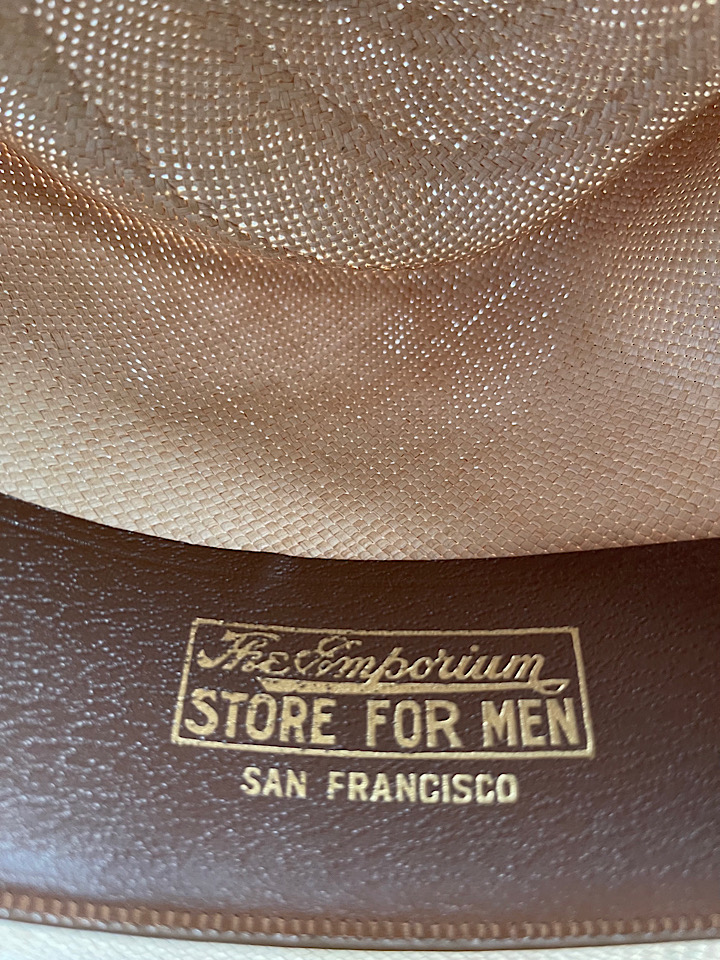 The Emporium
STORE FOR MEN
SAN FRANCISCO